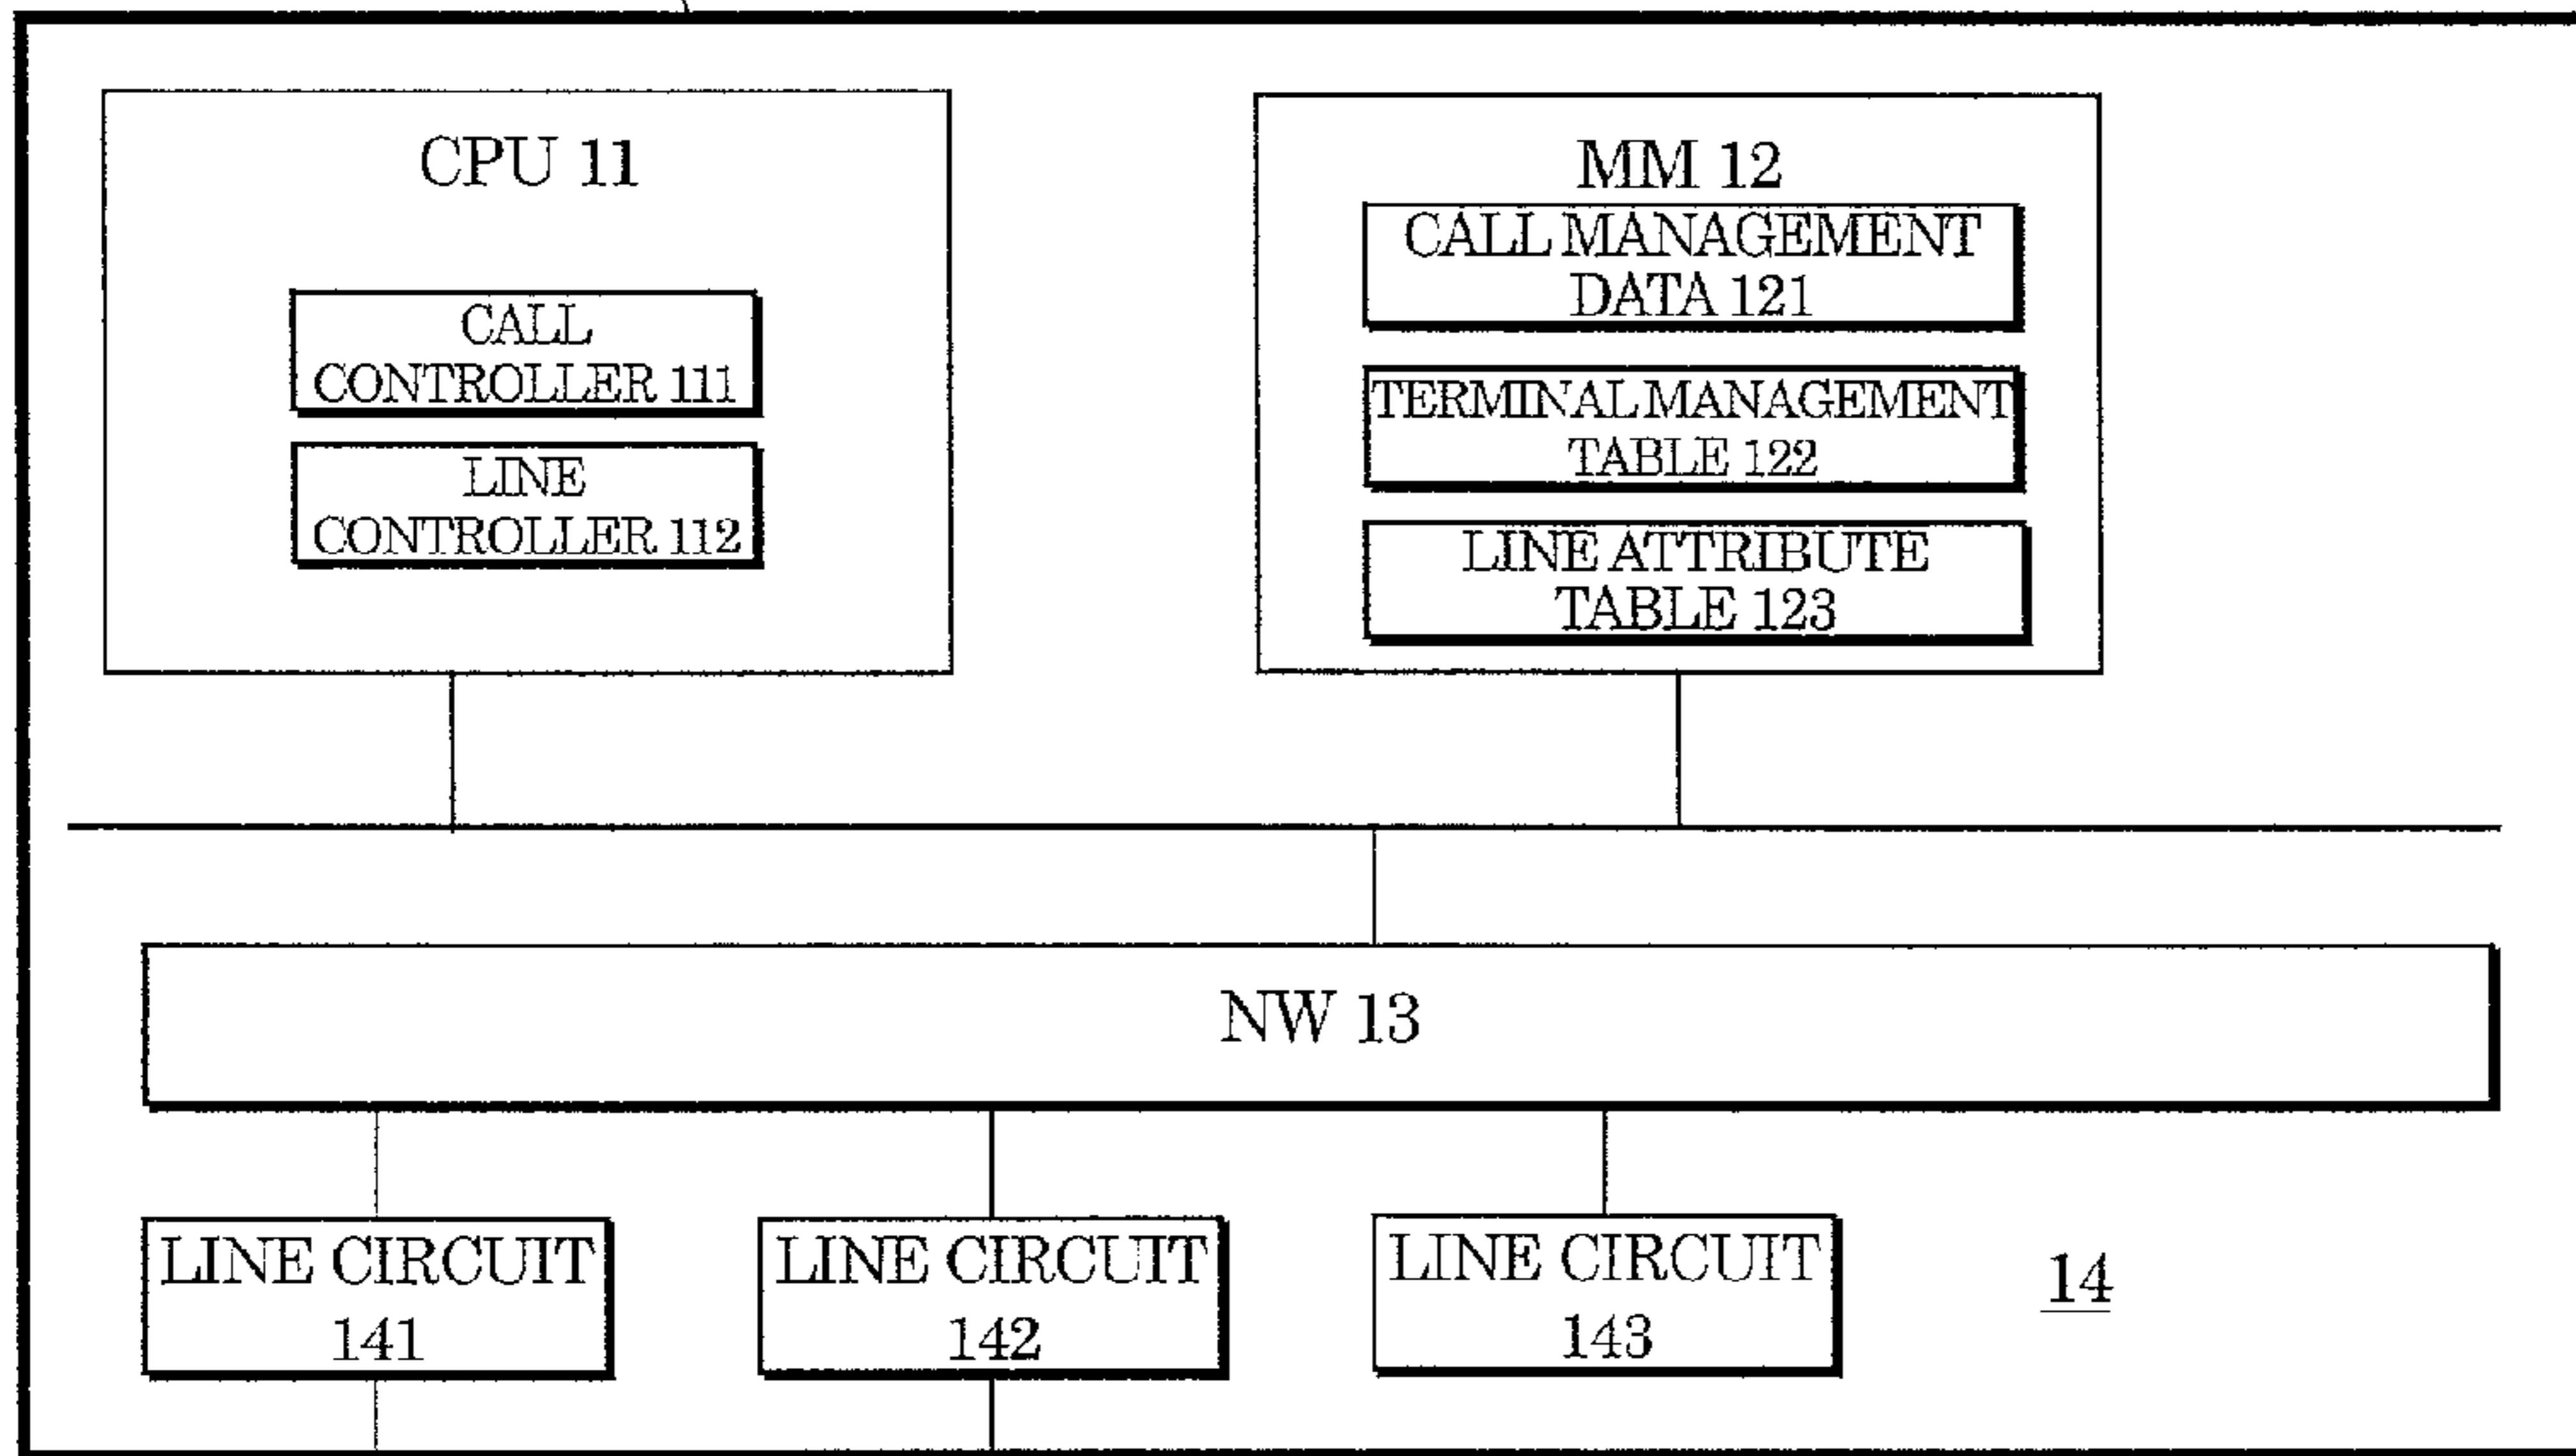 CPU 11
CALL
CONTROLLER 111
LINE
CONTROLLER 112
MM 12
CALL MANAGEMENT
DATA 121
TERMINAL MANAGEMENT
TABLE 122
LINE ATTRIBUTE
TABLE 123
NW 13
LINE CIRCUIT
141
LINE CIRCUIT
142
LINE CIRCUIT
143
14